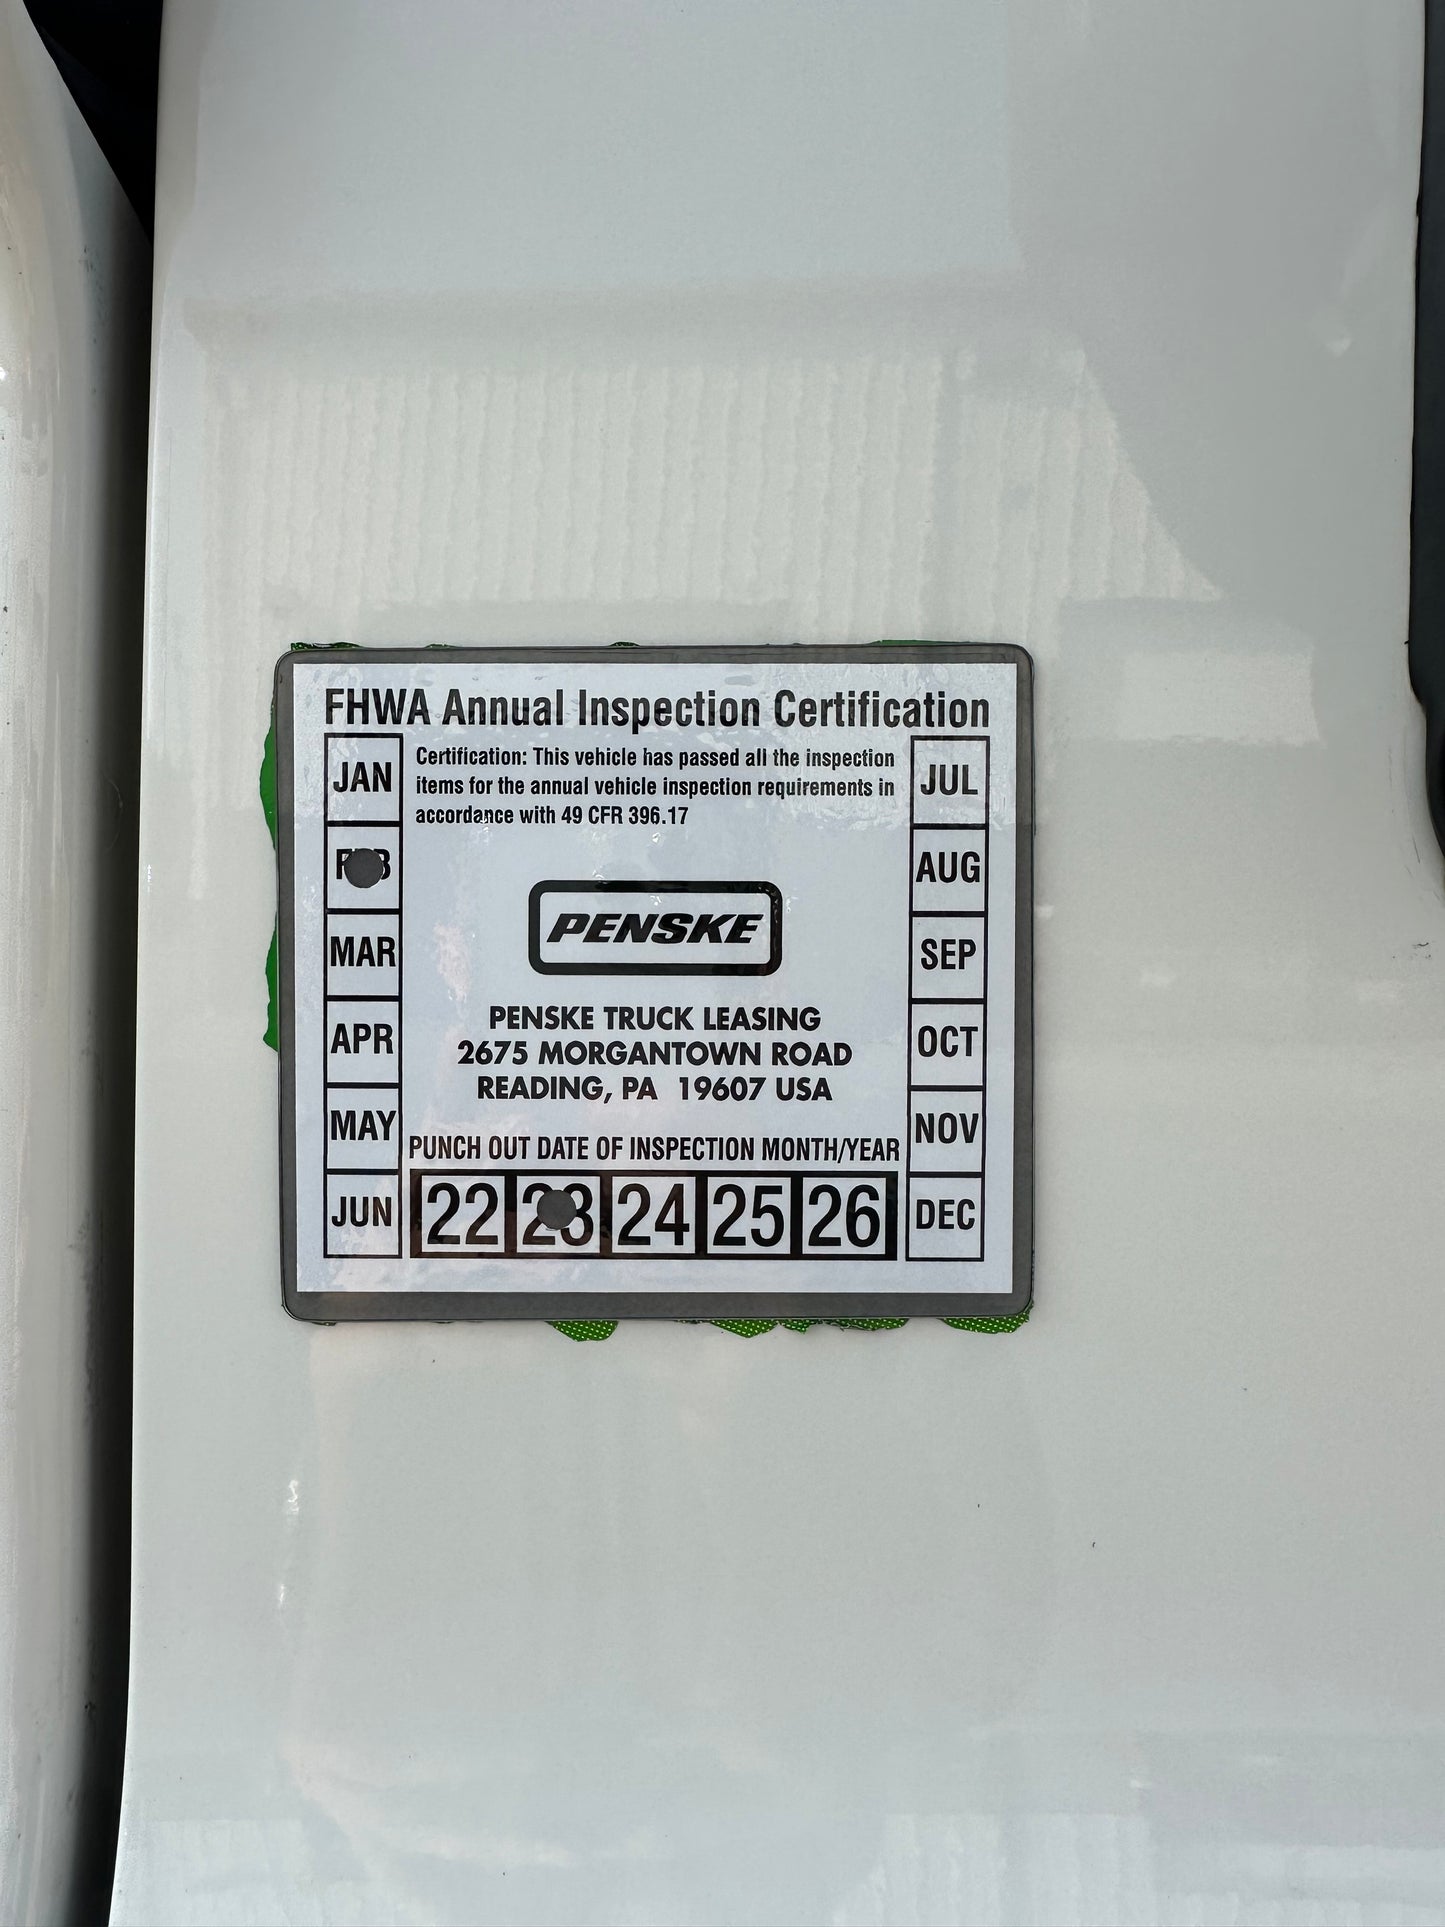 FHWA Annual Inspection Certification
Certification: This vehicle has passed all the inspection
items for the annual vehicle inspection requirements in
accordance with 49 CFR 396.17
JAN
FEB
MAR
APR
MAY
JUN
PENSKE
PENSKE TRUCK LEASING
2675 MORGANTOWN ROAD
READING, PA 19607 USA
PUNCH OUT DATE OF INSPECTION MONTH/YEAR
22 23 24 25 26
JUL
AUG
SEP
OCT
NOV
DEC